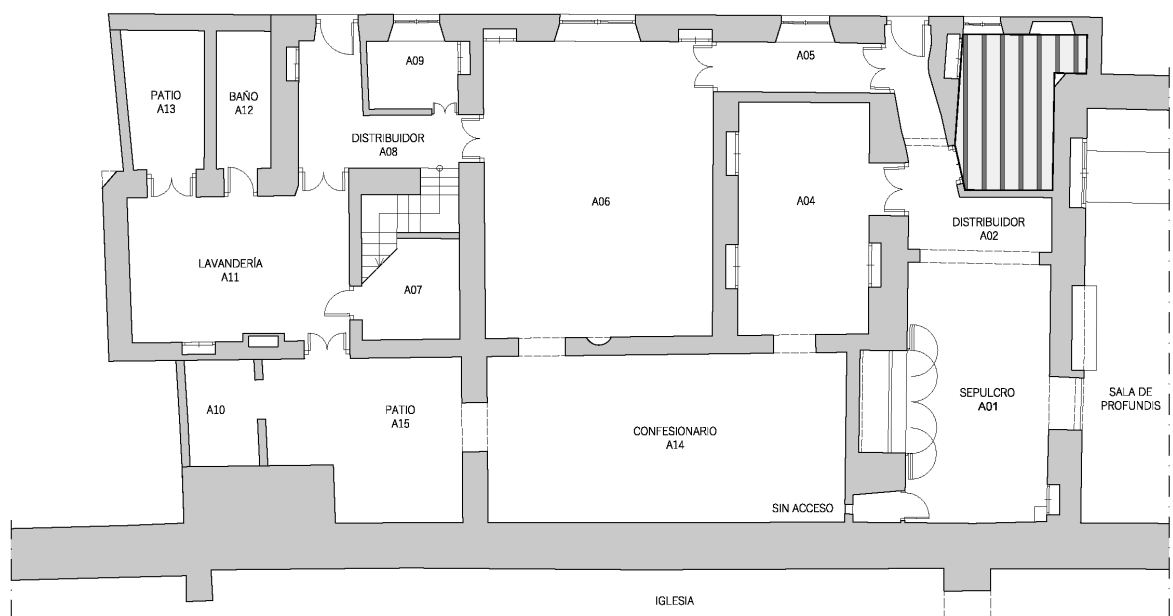 A05
A09
PATIO
A13
BAÑO
A12
DISTRIBUIDOR
A08
A06
A04
DISTRIBUIDOR
A02
LAVANDERÍA
A11
A07
SEPULCRO
A01
SALA DE
PROFUNDIS
A10
PATIO
A15
CONFESIONARIO
A14
SIN ACCESO
IGLESIA